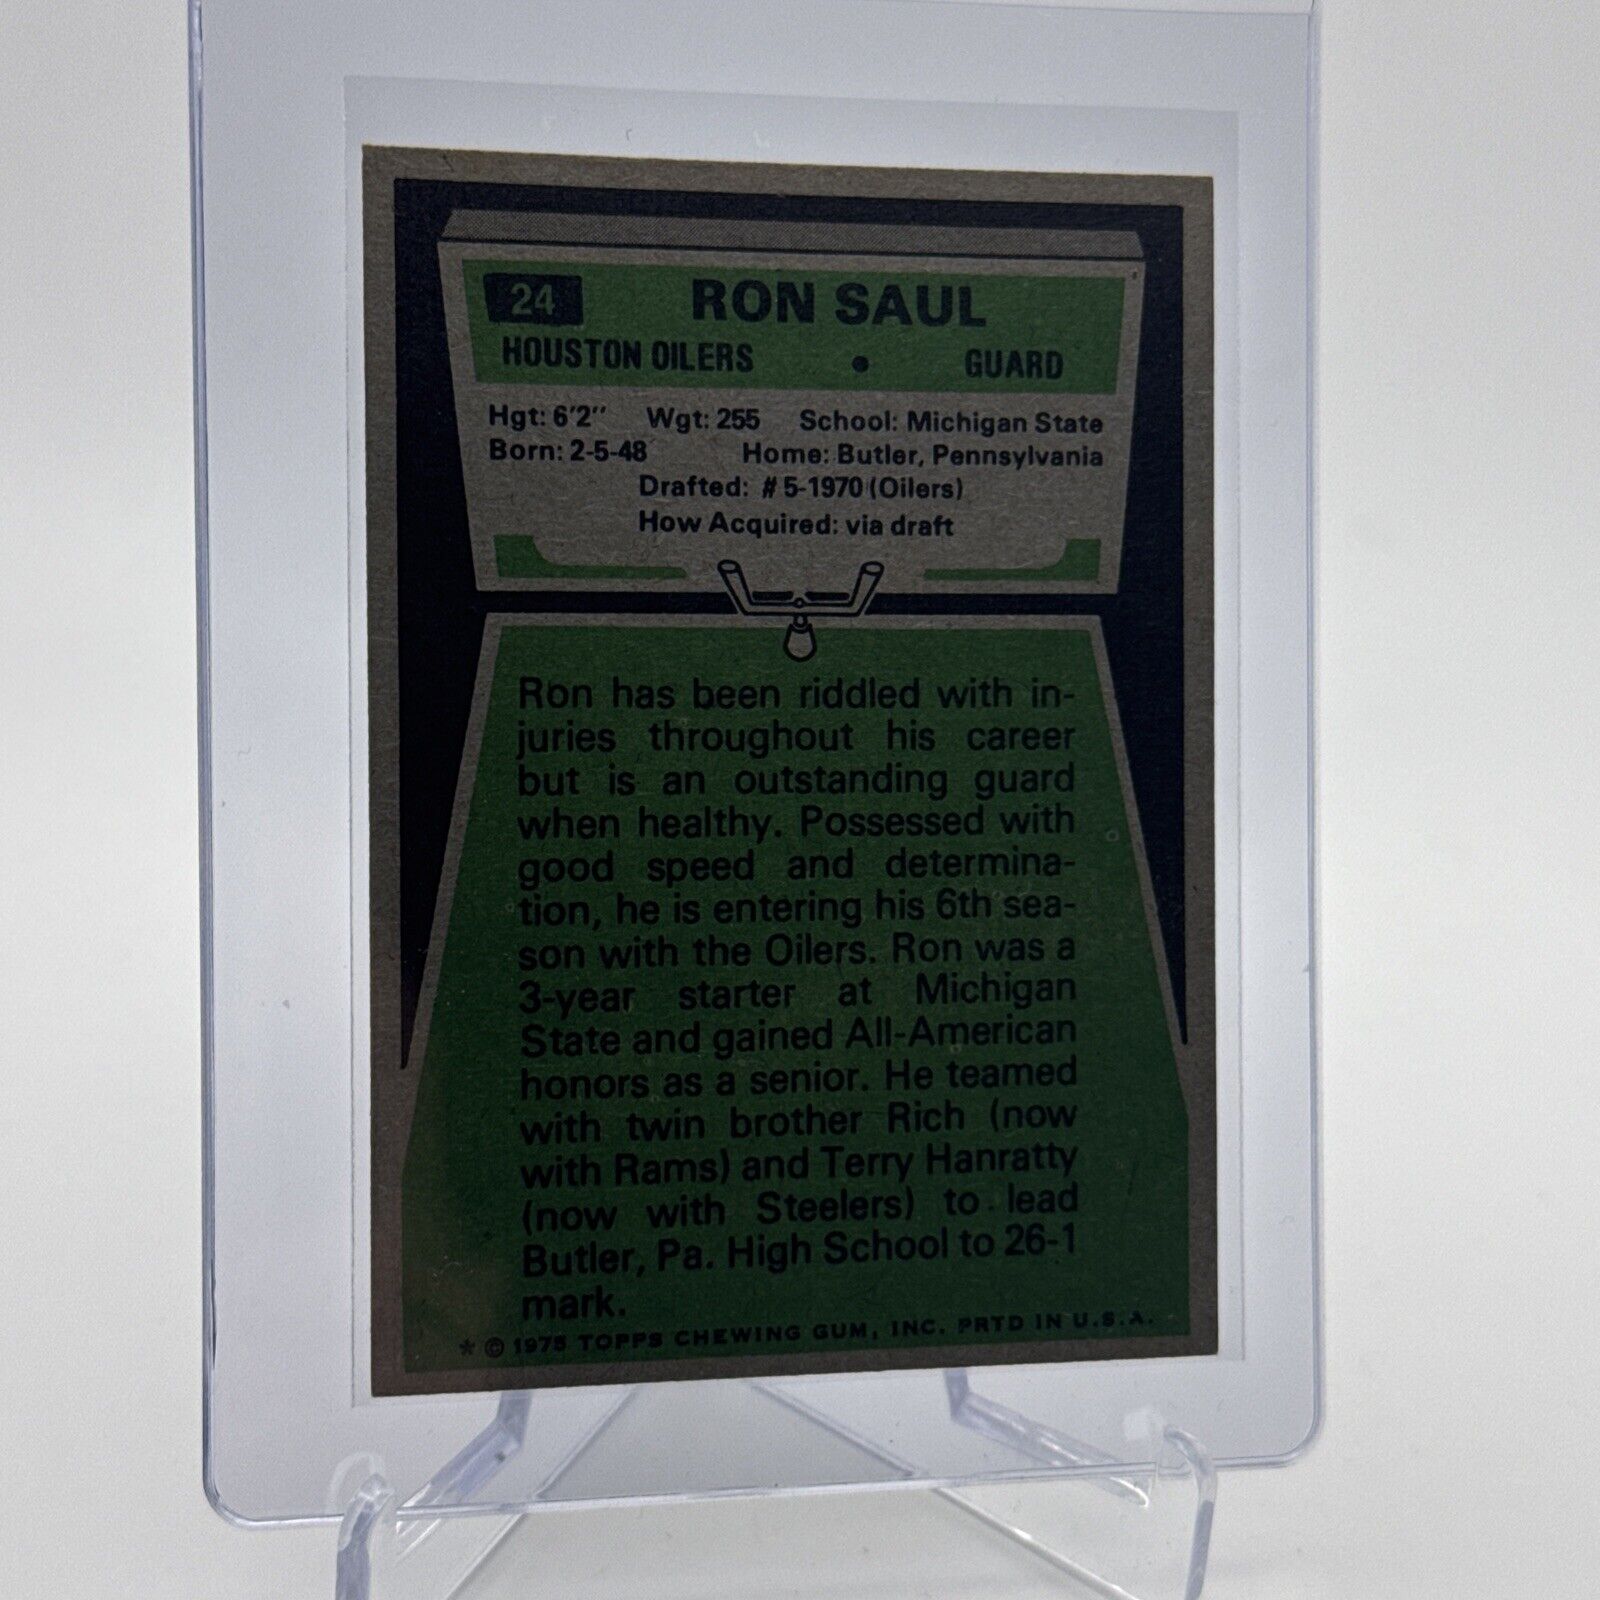 24 RON SAUL
HOUSTON OILERS • GUARD
Hgt: 6'2" Wgt: 255 School: Michigan State
Born: 2-5-48 Home: Butler, Pennsylvania
Drafted: #5-1970 (Oilers)
How Acquired: via draft
Ron has been riddled with in-
juries throughout his career
but is an outstanding guard
when healthy. Possessed with
good speed and determina-
tion, he is entering his 6th sea-
son with the Oilers. Ron was a
3-year starter at Michigan
State and gained All-American
honors as a senior. He teamed
with twin brother Rich (now
with Rams) and Terry Hanratty
(now with Steelers) to lead
Butler, Pa. High School to 26-1
mark.
* © 1975 TOPPS CHEWING GUM, INC. PRTD IN U.S.A.